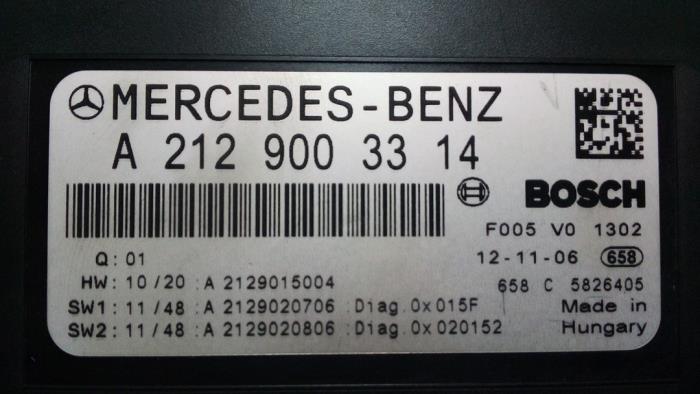 MERCEDES-BENZ
A 212 900 33 14
BOSCH
F005 V0 1302
Q: 01
12-11-06 658
HW: 10/20 :A 2129015004
658 C 5826405
SW1: 11/48 :A 2129020706 :Diag.0x015F
Made in
SW2: 11/48 :A 2129020806 :Diag.0x020152
Hungary